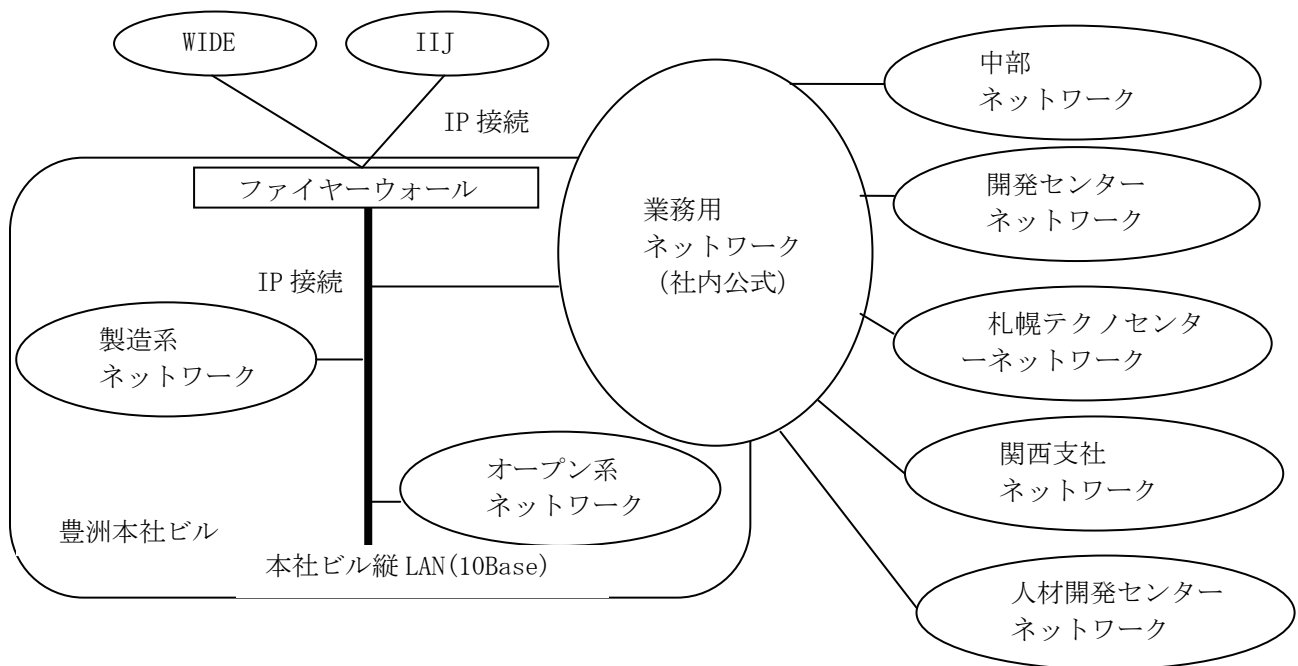 WIDE
IIJ
IP 接続
ファイヤーウォール
IP 接続
製造系
ネットワーク
オープン系
ネットワーク
豊洲本社ビル
本社ビル縦 LAN(10Base)
業務用
ネットワーク
(社内公式)
中部
ネットワーク
開発センター
ネットワーク
札幌テクノセンタ
ーネットワーク
関西支社
ネットワーク
人材開発センター
ネットワーク